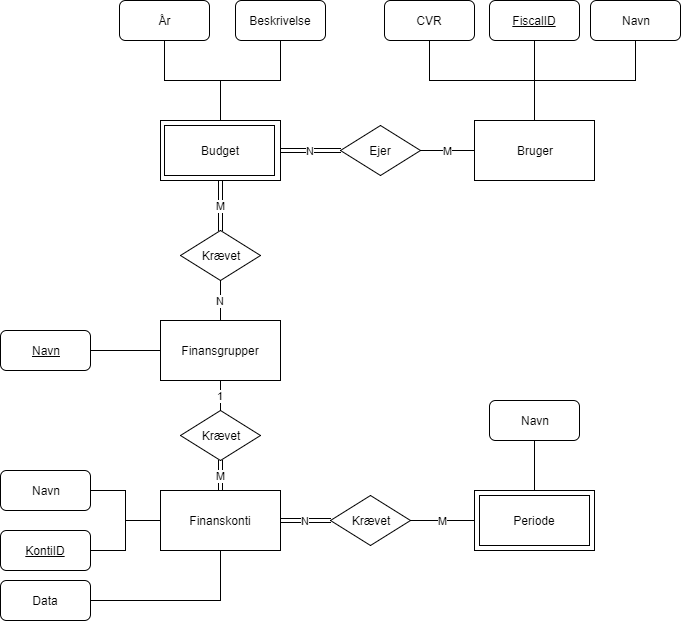 År
Beskrivelse
CVR
FiscalID
Navn
Budget
N
Ejer
M
Bruger
M
Krævet
N
Navn
Finansgrupper
1
Krævet
M
Navn
Navn
KontiID
Finanskonti
N
Krævet
M
Periode
Data